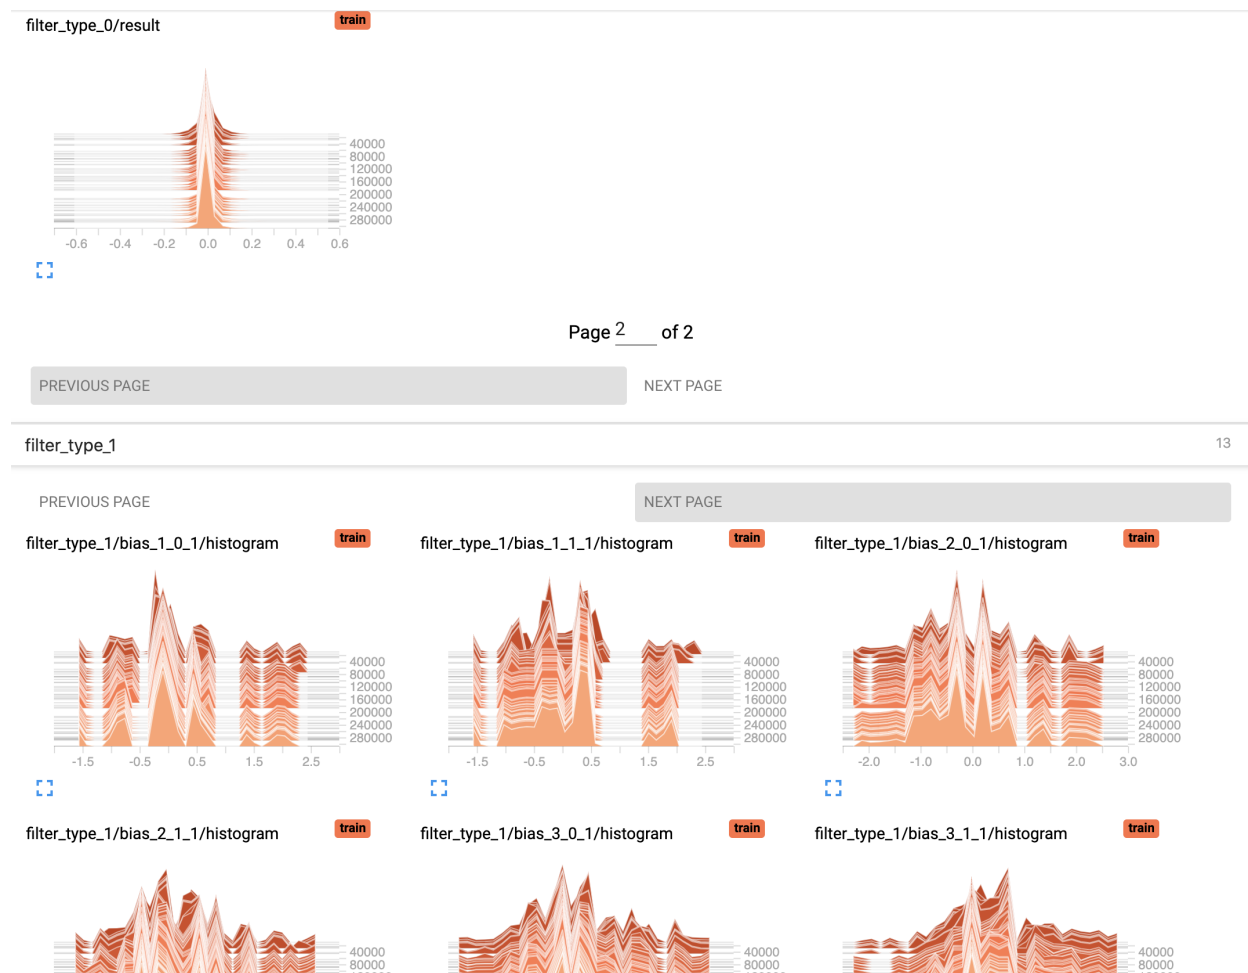 filter_type_0/result train
40000
80000
120000
160000
200000
240000
280000
-0.6 -0.4 -0.2 0.0 0.2 0.4 0.6
Page 2 of 2
PREVIOUS PAGE NEXT PAGE
filter_type_1 13
PREVIOUS PAGE NEXT PAGE
filter_type_1/bias_1_0_1/histogram train
40000
80000
120000
160000
200000
240000
280000
-1.5 -0.5 0.5 1.5 2.5
filter_type_1/bias_1_1_1/histogram train
40000
80000
120000
160000
200000
240000
280000
-1.5 -0.5 0.5 1.5 2.5
filter_type_1/bias_2_0_1/histogram train
40000
80000
120000
160000
200000
240000
280000
-2.0 -1.0 0.0 1.0 2.0 3.0
filter_type_1/bias_2_1_1/histogram train
40000
80000
filter_type_1/bias_3_0_1/histogram train
40000
80000
filter_type_1/bias_3_1_1/histogram train
40000
80000